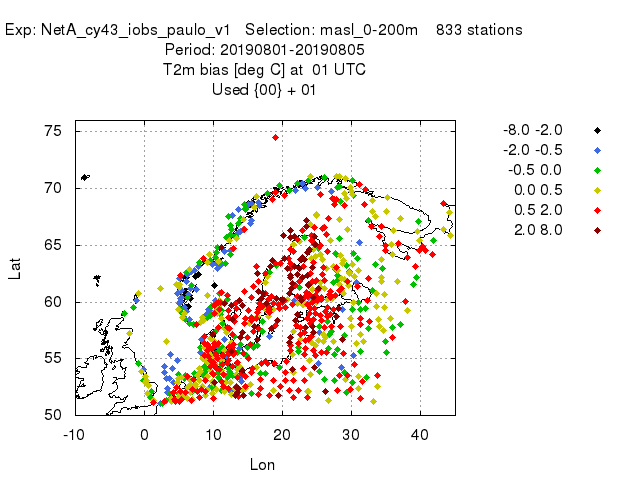 Exp: NetA_cy43_iobs_paulo_v1   Selection: masl_0-200m    833 stations
Period: 20190801-20190805
T2m bias [deg C] at  01 UTC
Used {00} + 01
-8.0 -2.0
-2.0 -0.5
-0.5 0.0
0.0 0.5
0.5 2.0
2.0 8.0
75
70
65
60
55
50
Lat
-10 0 10 20 30 40
Lon